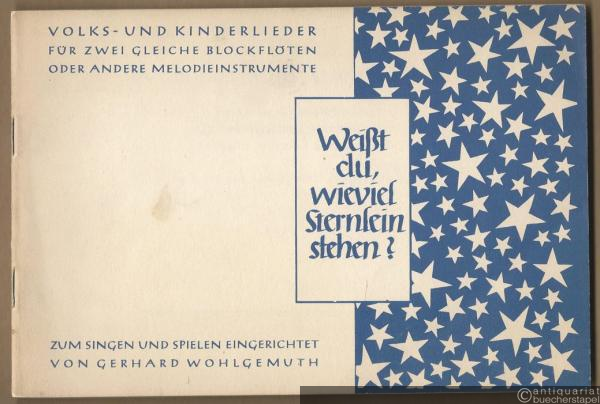 VOLKS- UND KINDERLIEDER
FÜR ZWEI GLEICHE BLOCKFLÖTEN
ODER ANDERE MELODIEINSTRUMENTE
Weißt
du,
wieviel
Sternlein
stehen?
ZUM SINGEN UND SPIELEN EINGERICHTET
VON GERHARD WOHLGEMUTH
antiquariat
buecherstapel